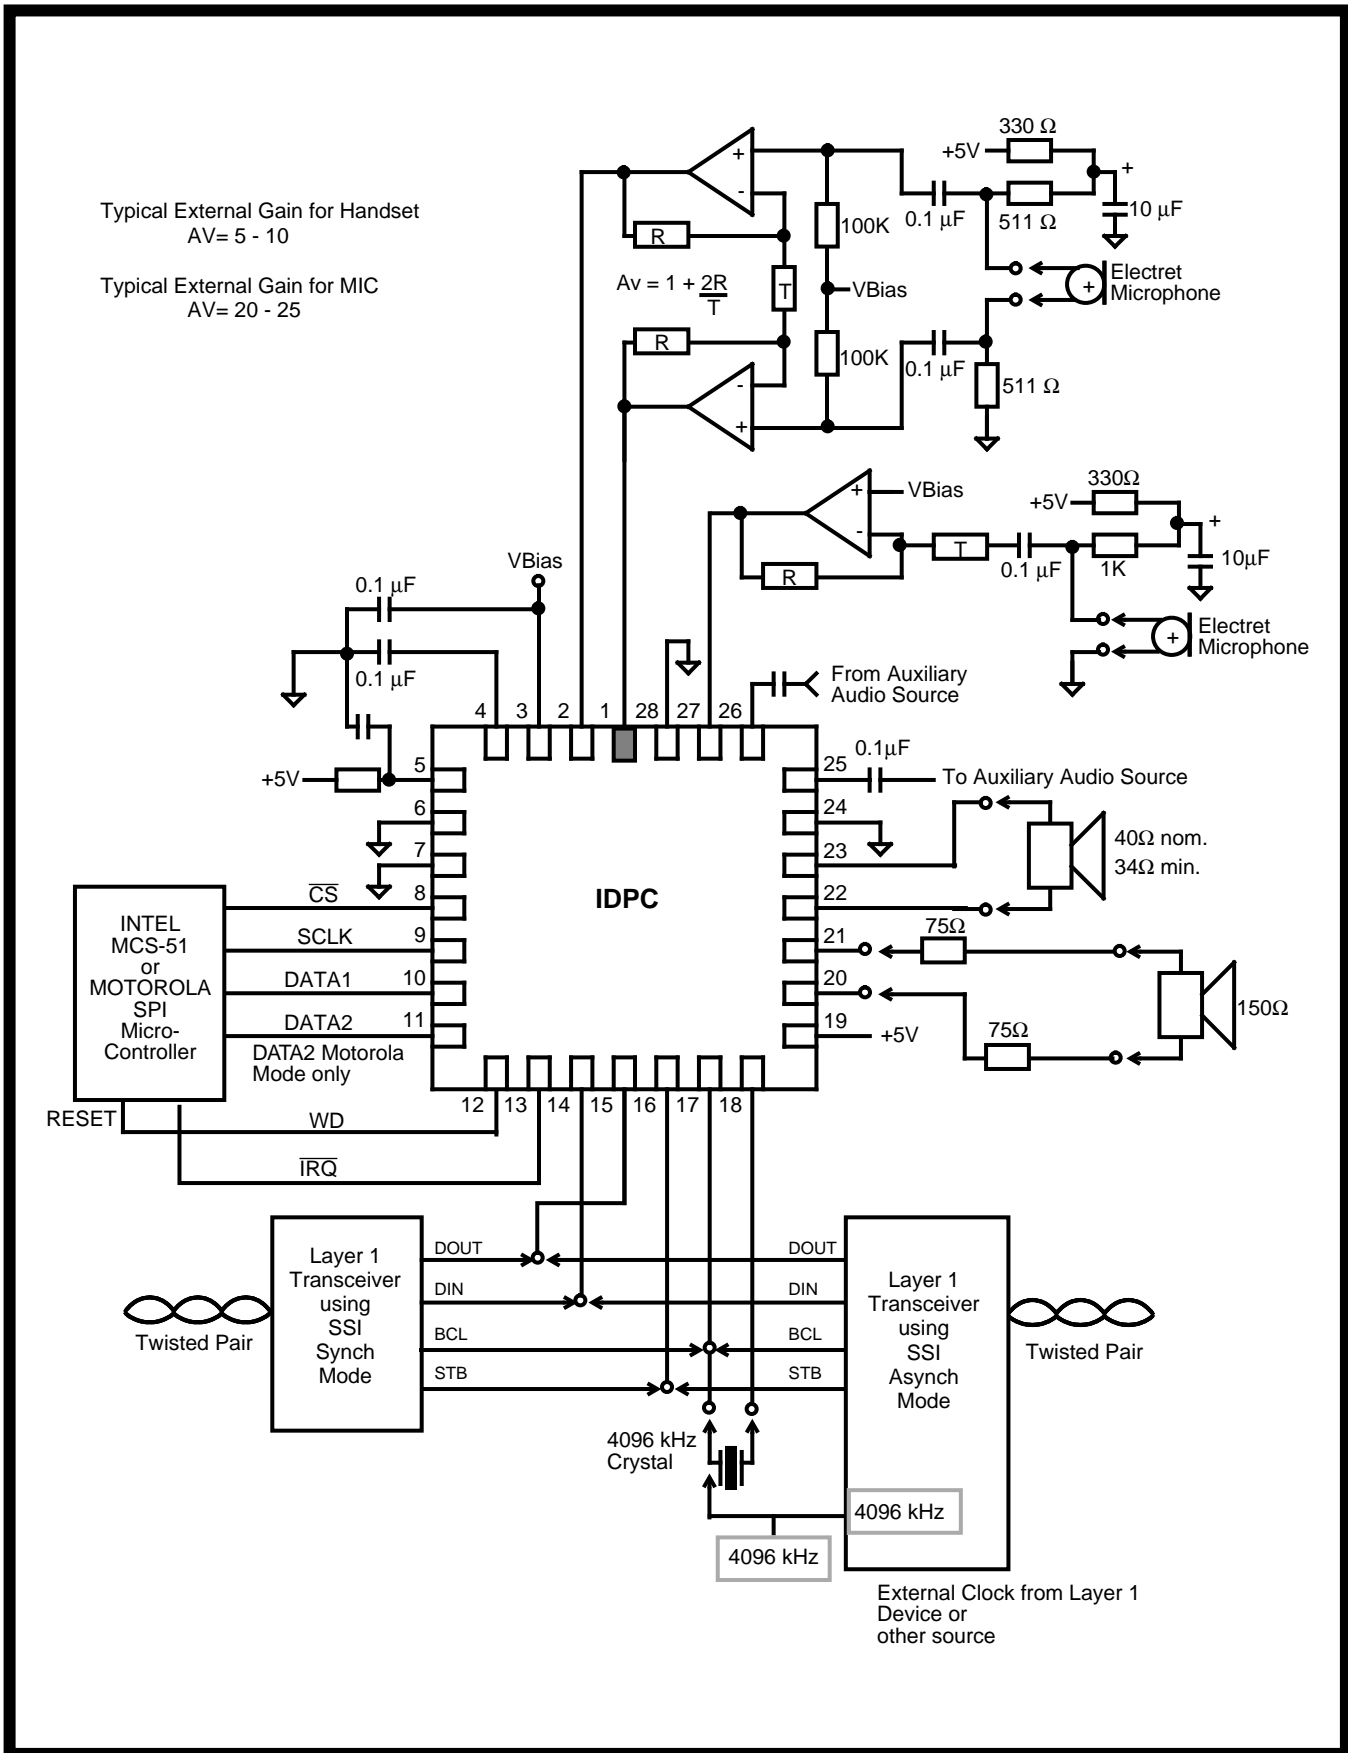 330 Ω
+5V
+
0.1 μF
511 Ω
10 μF
Typical External Gain for Handset
AV= 5 - 10
Typical External Gain for MIC
AV= 20 - 25
+
-
R
100K
Av = 1 + 2R
T
T
VBias
Electret
Microphone
+
R
100K
0.1 μF
511 Ω
-
+
330Ω
+5V
+
+
VBias
-
R
T
0.1 μF
1K
10μF
Electret
Microphone
+
VBias
0.1 μF
0.1 μF
From Auxiliary
Audio Source
4
3
2
1
28
27
26
+5V
5
6
7
8
9
10
11
25
24
23
22
21
20
19
0.1μF
To Auxiliary Audio Source
40Ω nom.
34Ω min.
75Ω
150Ω
75Ω
+5V
IDPC
INTEL
MCS-51
or
MOTOROLA
SPI
Micro-
Controller
CS
SCLK
DATA1
DATA2
DATA2 Motorola
Mode only
12
13
14
15
16
17
18
RESET
WD
IRQ
Layer 1
Transceiver
using
SSI
Synch
Mode
DOUT
DIN
BCL
STB
DOUT
DIN
BCL
STB
Layer 1
Transceiver
using
SSI
Asynch
Mode
Twisted Pair
Twisted Pair
4096 kHz
Crystal
4096 kHz
4096 kHz
External Clock from Layer 1
Device or
other source